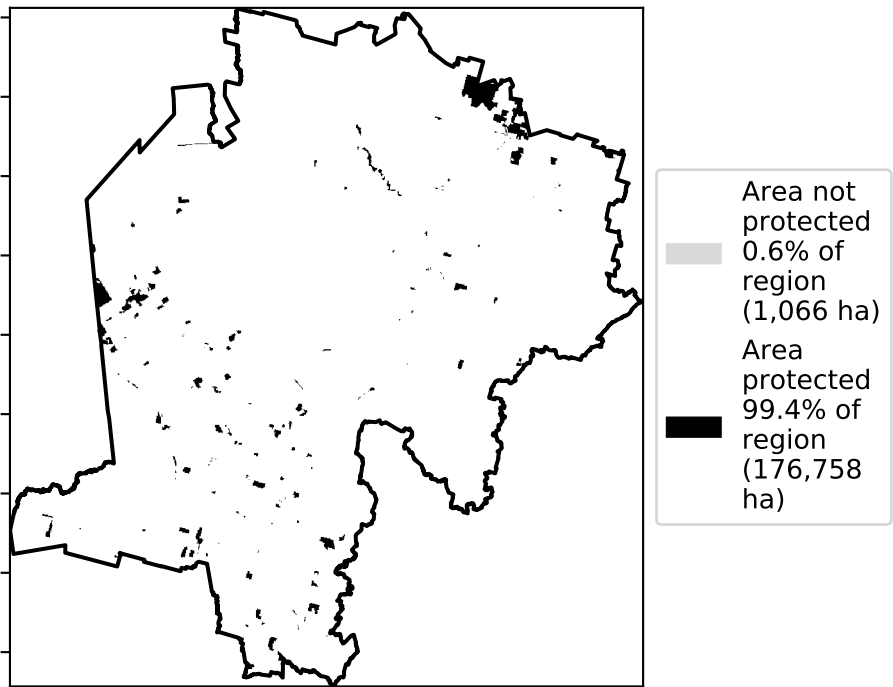 Area not
protected
0.6% of
region
(1,066 ha)
Area
protected
99.4% of
region
(176,758
ha)